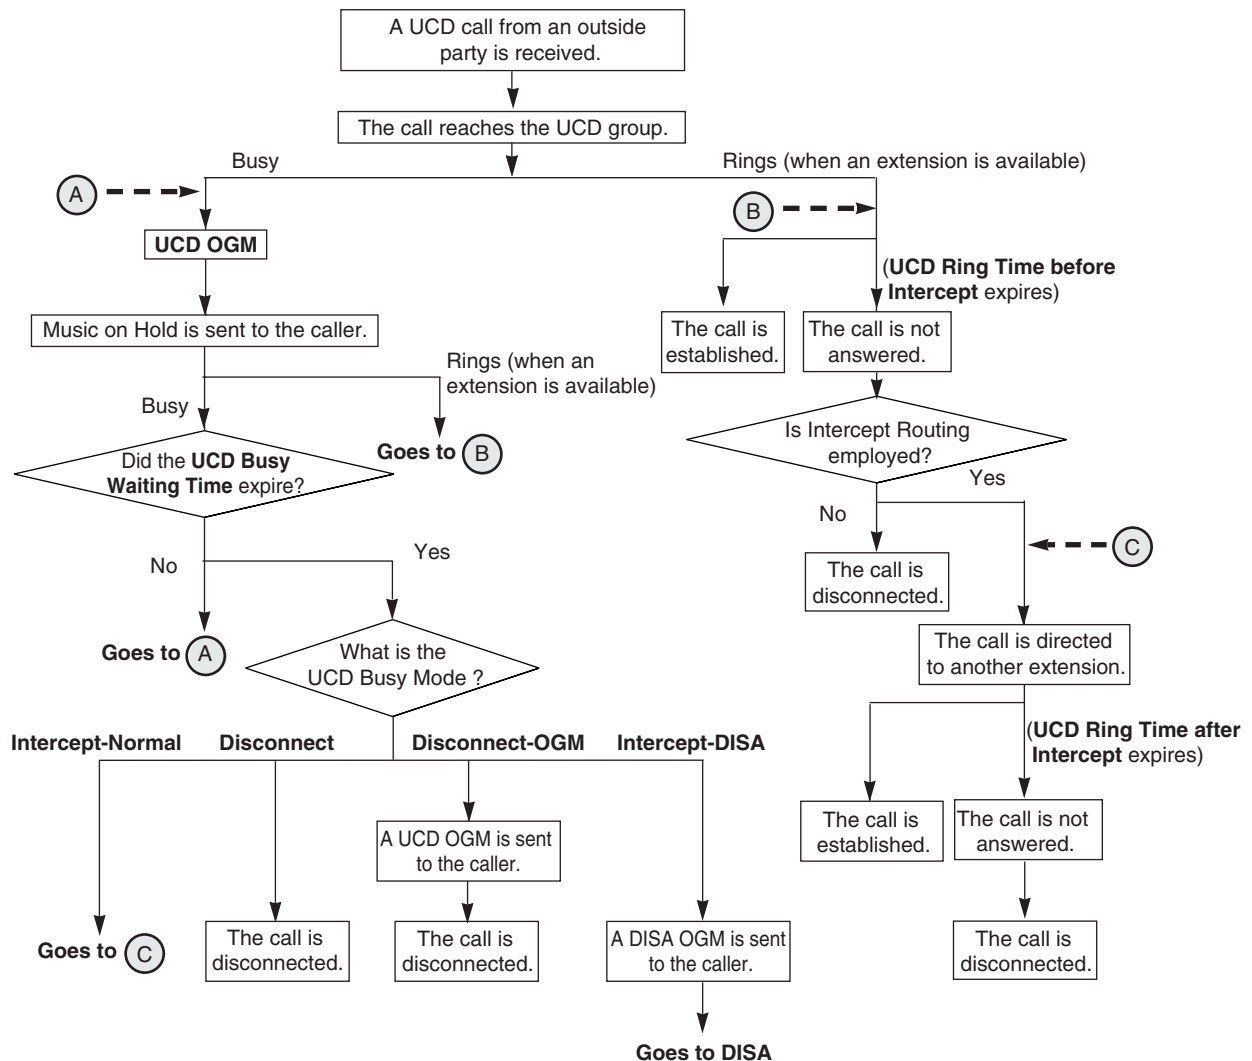 A UCD call from an outside
party is received.
The call reaches the UCD group.
Busy
Rings (when an extension is available)
A
B
UCD OGM
(UCD Ring Time before
Intercept expires)
Music on Hold is sent to the caller.
The call is
established.
The call is not
answered.
Rings (when an
extension is available)
Busy
Goes to B
Is Intercept Routing
employed?
Did the UCD Busy
Waiting Time expire?
Yes
No
C
No
Yes
The call is
disconnected.
Goes to A
What is the
UCD Busy Mode ?
The call is directed
to another extension.
Intercept-Normal
Disconnect
Disconnect-OGM
Intercept-DISA
(UCD Ring Time after
Intercept expires)
A UCD OGM is sent
to the caller.
The call is
established.
The call is not
answered.
Goes to C
The call is
disconnected.
The call is
disconnected.
A DISA OGM is sent
to the caller.
The call is
disconnected.
Goes to DISA